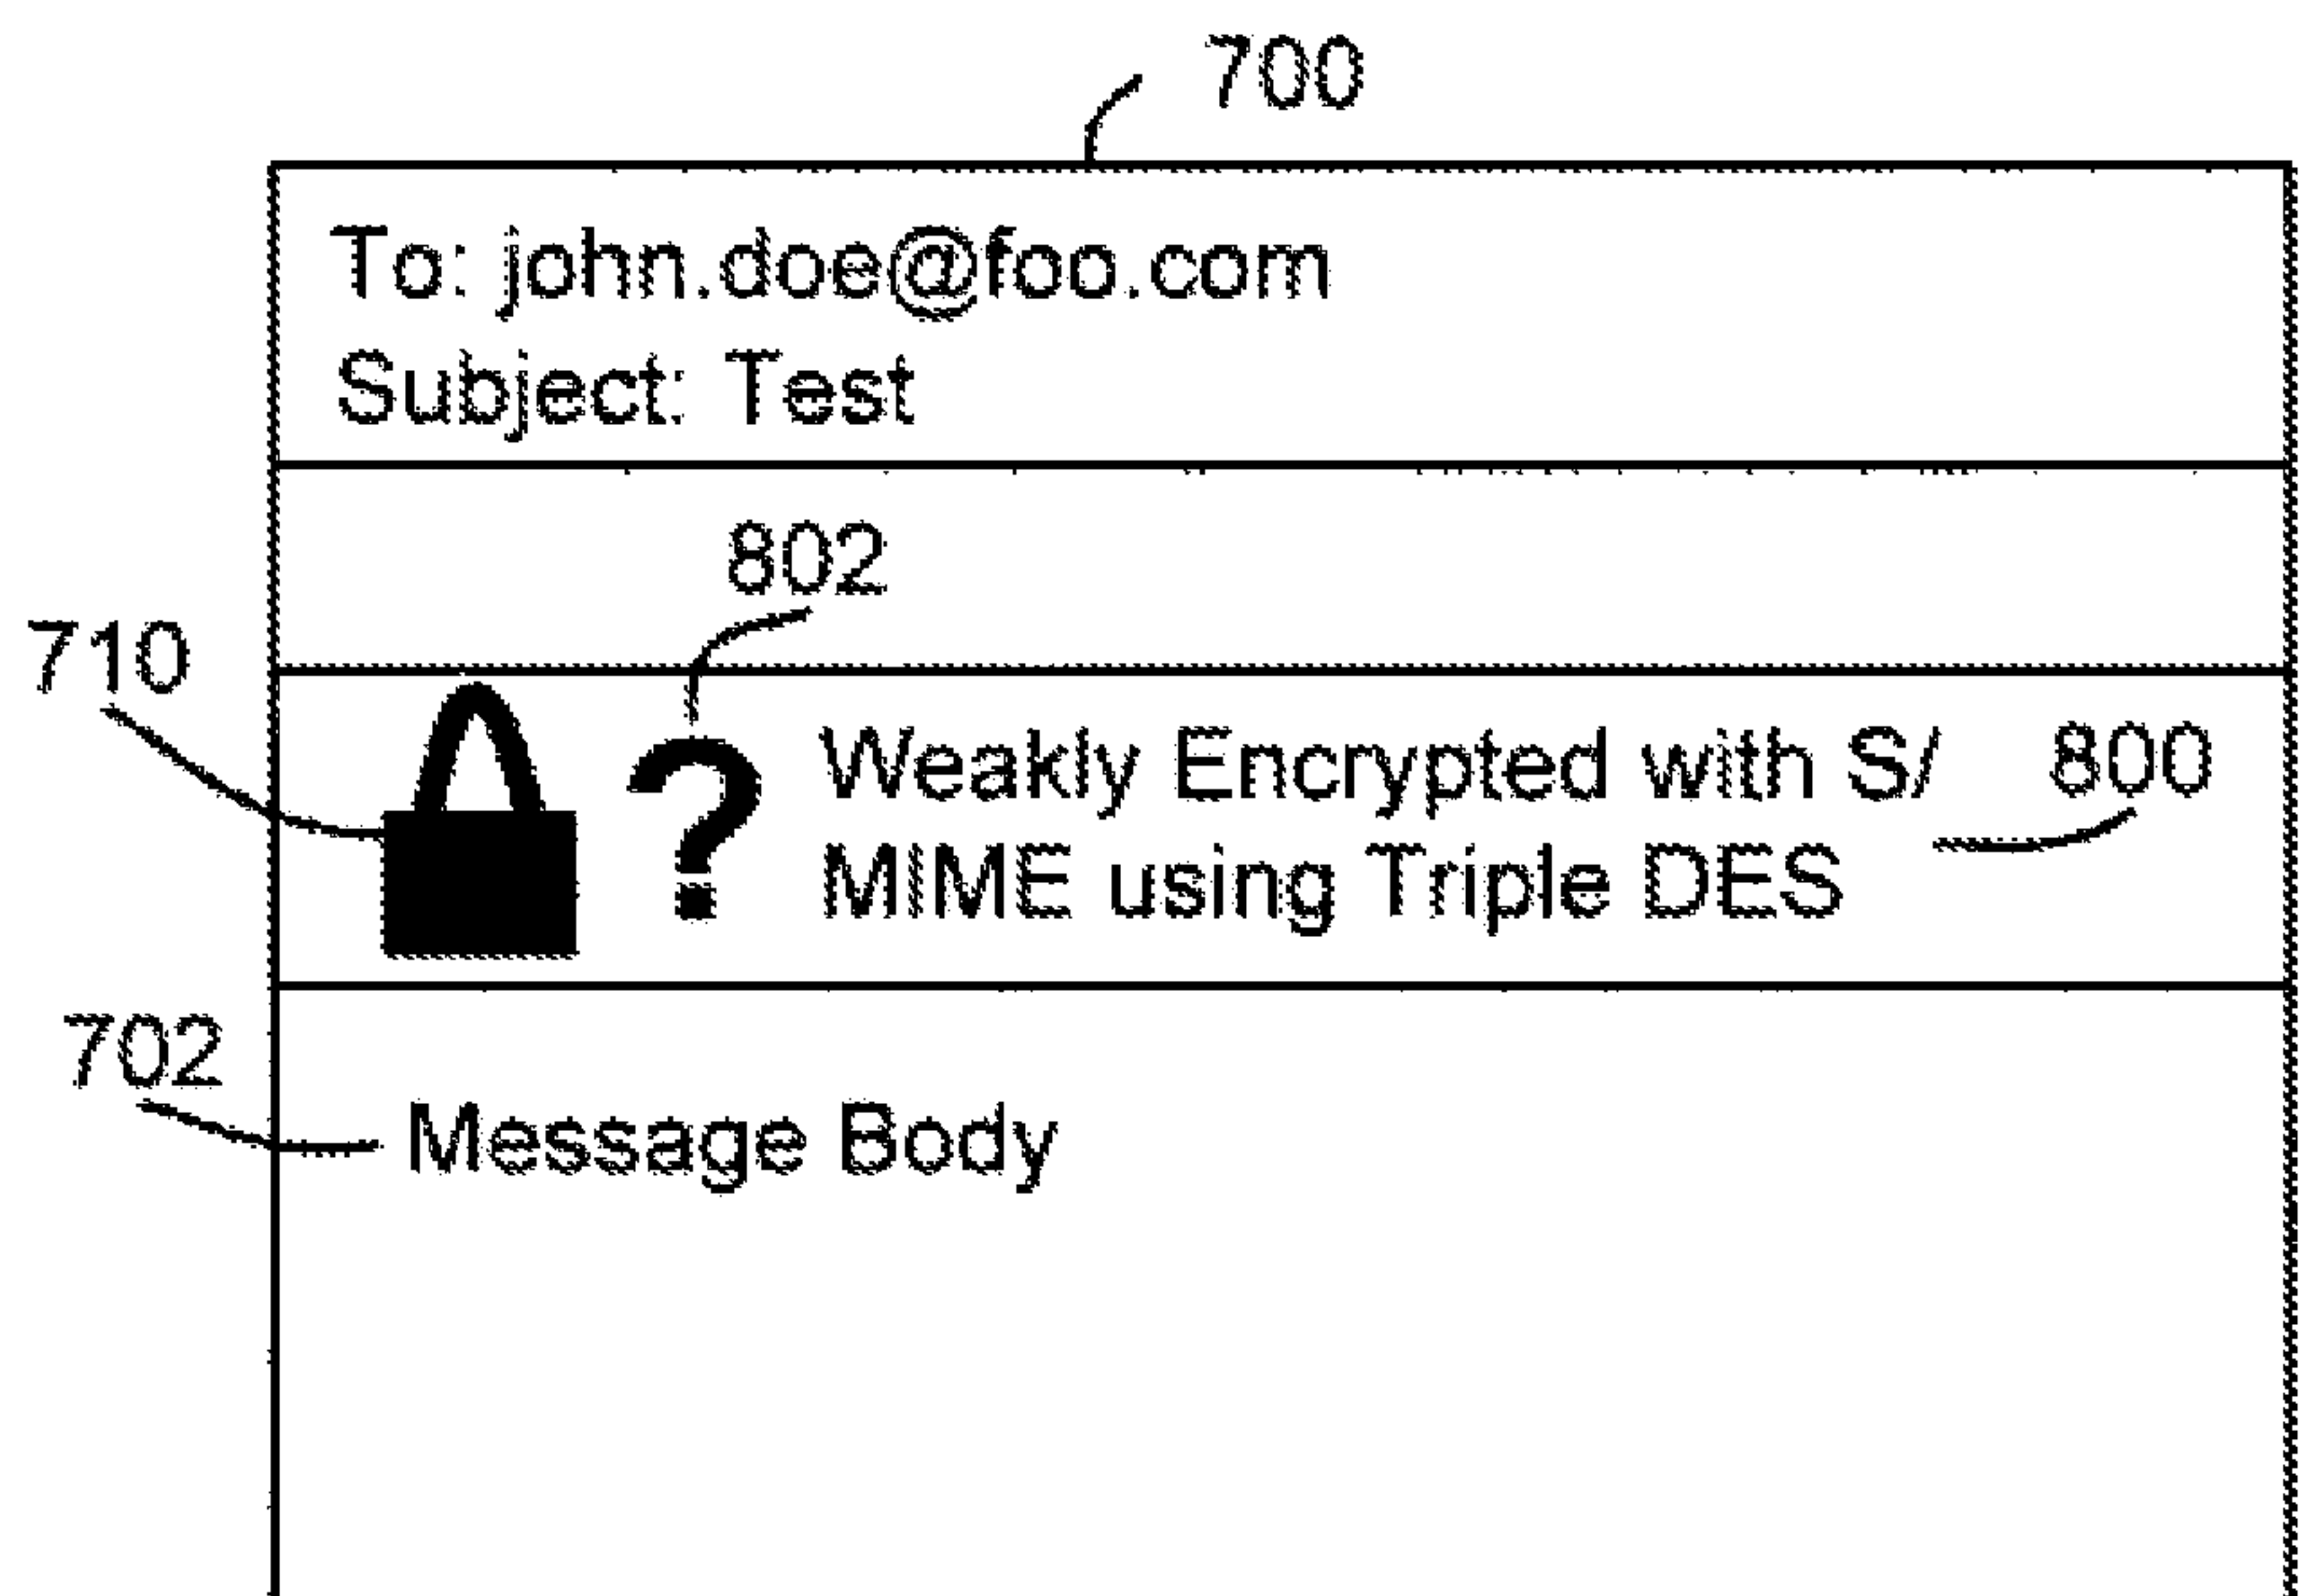 700
To: john.doe@foo.com
Subject: Test
802
710
? Weakly Encrypted with S/
800
MIME using Triple DES
702
Message Body